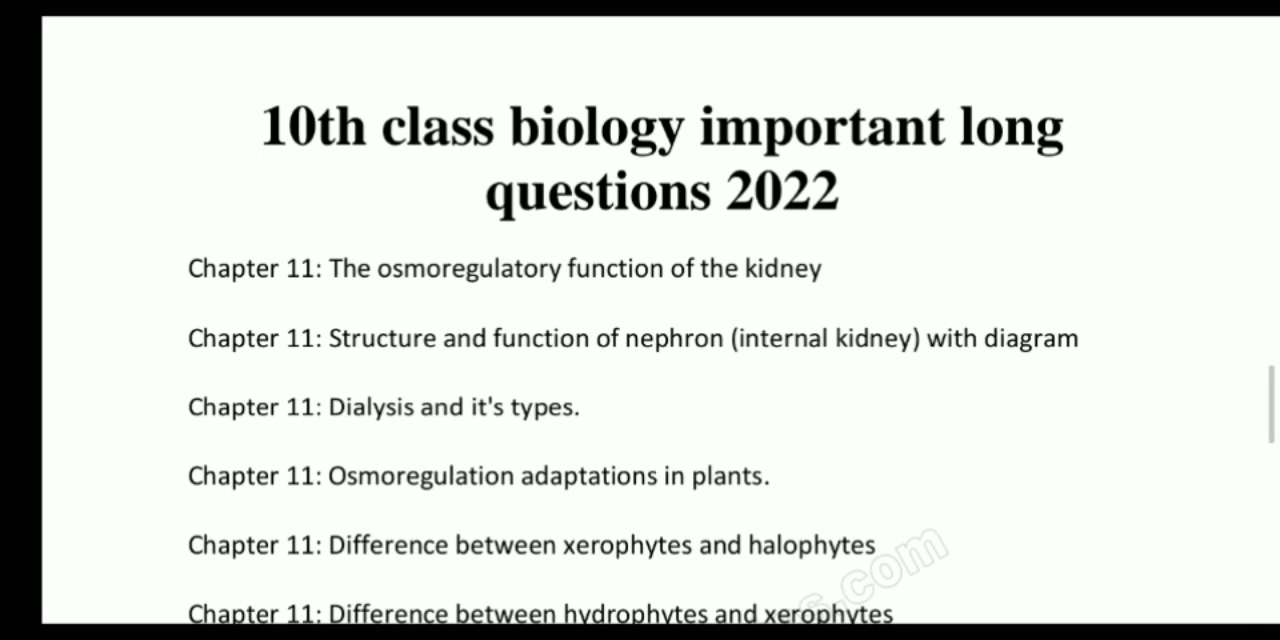 10th class biology important long
questions 2022
Chapter 11: The osmoregulatory function of the kidney
Chapter 11: Structure and function of nephron (internal kidney) with diagram
Chapter 11: Dialysis and it's types.
Chapter 11: Osmoregulation adaptations in plants.
Chapter 11: Difference between xerophytes and halophytes
Chapter 11: Difference between hydrophytes and xerophytes
.com